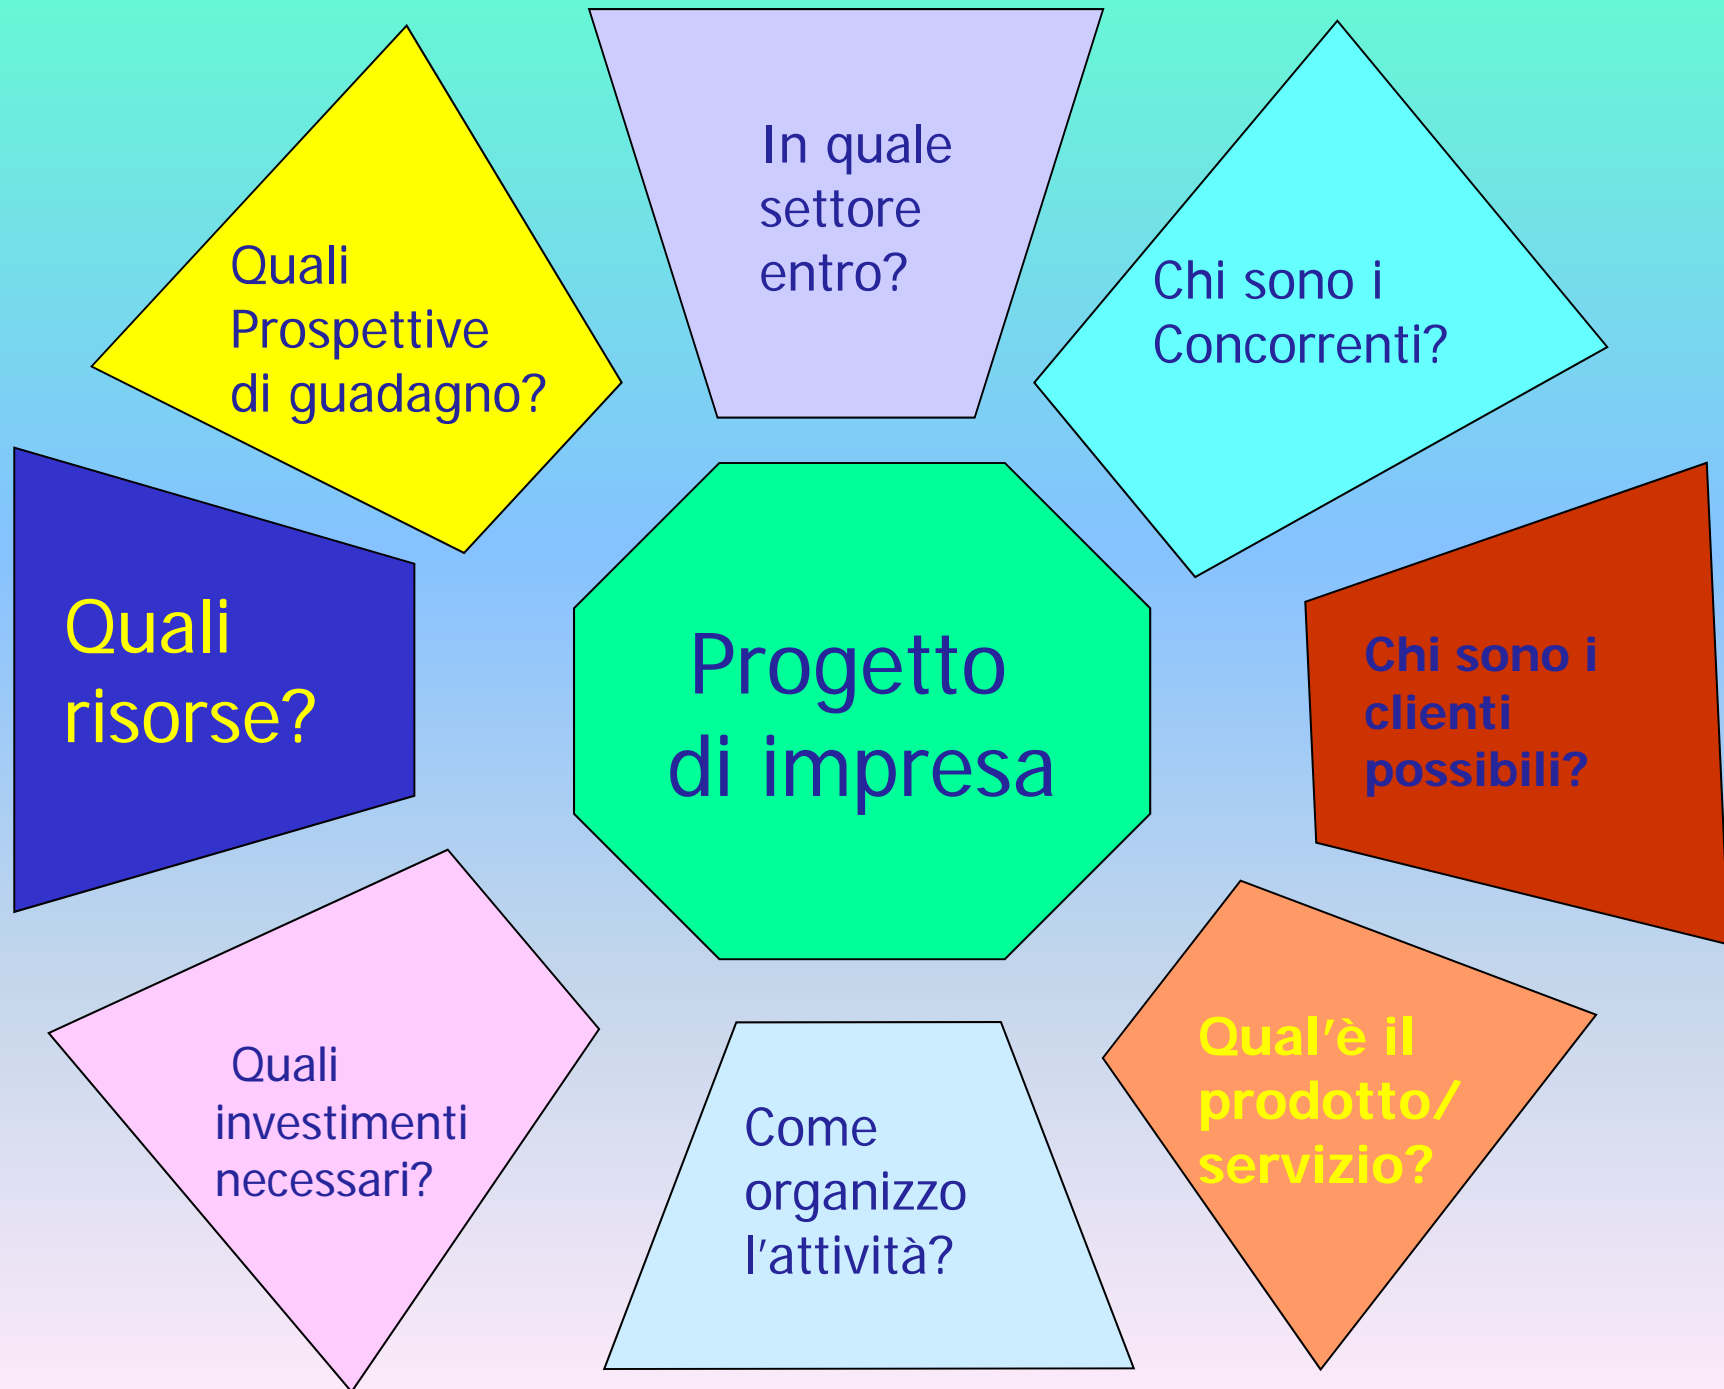 In quale
settore
entro?
Quali
Prospettive
di guadagno?
Chi sono i
Concorrenti?
Quali
risorse?
Progetto
di impresa
Chi sono i
clienti
possibili?
Quali
investimenti
necessari?
Come
organizzo
l'attività?
Qual'è il
prodotto/
servizio?